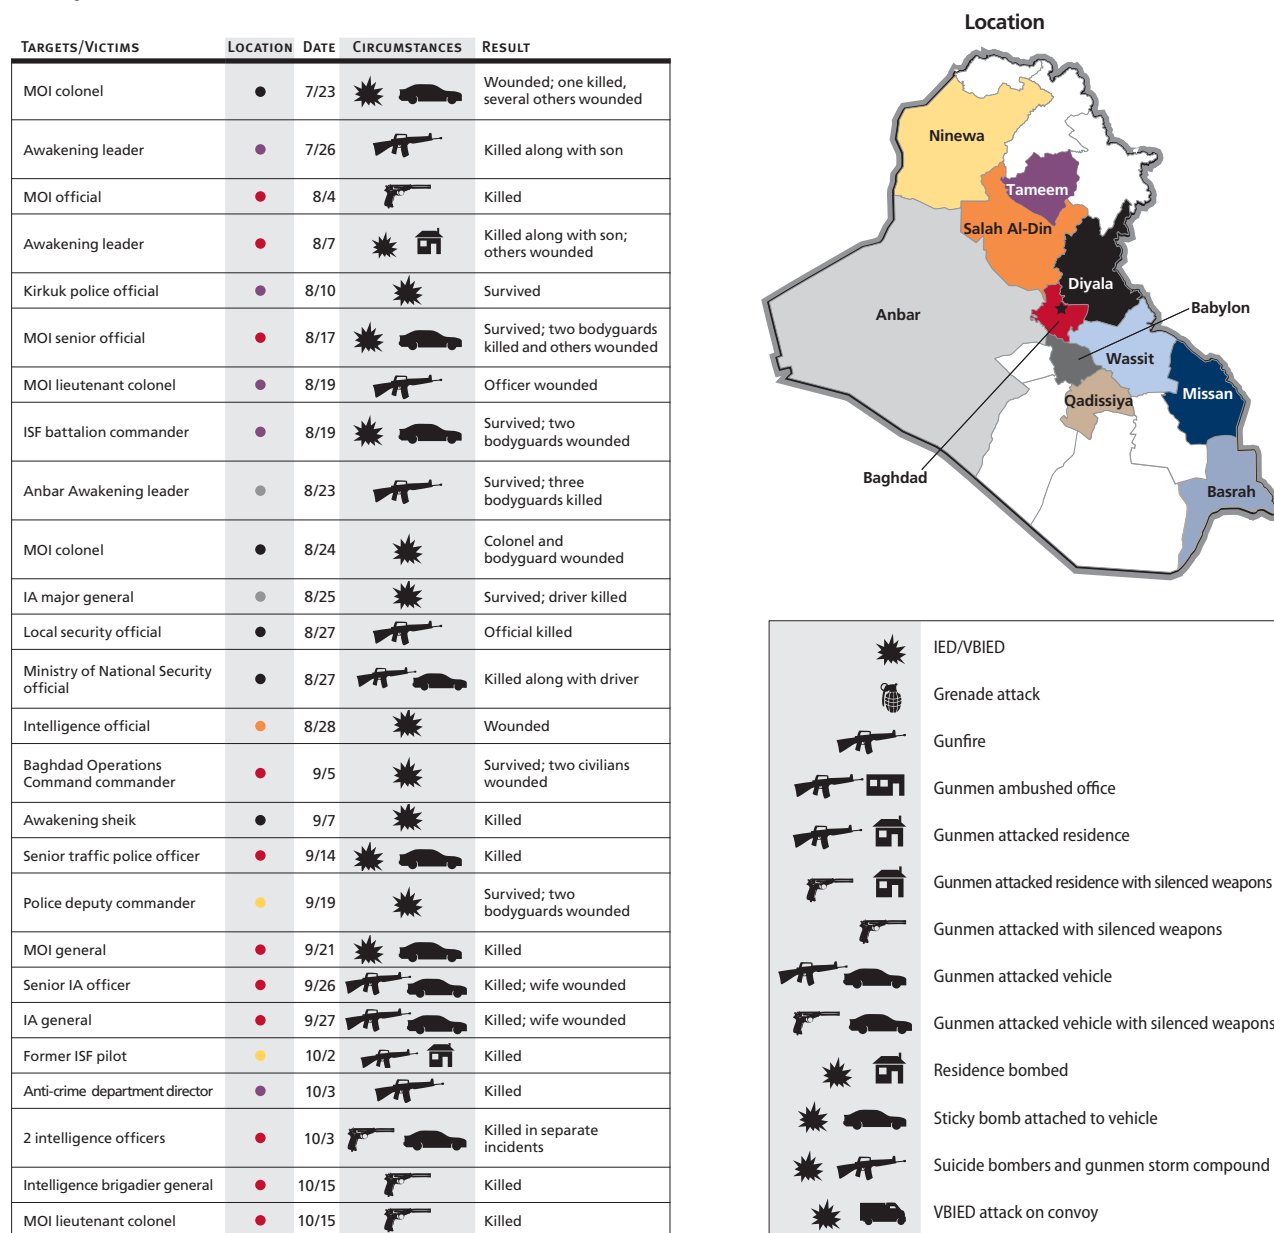 TARGETS/VICTIMS LOCATION DATE CIRCUMSTANCES RESULT
MOI colonel 7/23 Wounded; one killed,
several others wounded
Awakening leader 7/26 Killed along with son
MOI official 8/4 Killed
Awakening leader 8/7 Killed along with son;
others wounded
Kirkuk police official 8/10 Survived
MOI senior official 8/17 Survived; two bodyguards
killed and others wounded
MOI lieutenant colonel 8/19 Officer wounded
ISF battalion commander 8/19 Survived; two
bodyguards wounded
Anbar Awakening leader 8/23 Survived; three
bodyguards killed
MOI colonel 8/24 Colonel and
bodyguard wounded
IA major general 8/25 Survived; driver killed
Local security official 8/27 Official killed
Ministry of National Security
official 8/27 Killed along with driver
Intelligence official 8/28 Wounded
Baghdad Operations
Command commander 9/5 Survived; two civilians
wounded
Awakening sheik 9/7 Killed
Senior traffic police officer 9/14 Killed
Police deputy commander 9/19 Survived; two
bodyguards wounded
MOI general 9/21 Killed
Senior IA officer 9/26 Killed; wife wounded
IA general 9/27 Killed; wife wounded
Former ISF pilot 10/2 Killed
Anti-crime department director 10/3 Killed
2 intelligence officers 10/3 Killed in separate
incidents
Intelligence brigadier general 10/15 Killed
MOI lieutenant colonel 10/15 Killed
Location
Ninewa
Tameem
Salah Al-Din
Diyala
Anbar
Babylon
Wassit
Missan
Qadissiya
Baghdad
Basrah
IED/VBIED
Grenade attack
Gunfire
Gunmen ambushed office
Gunmen attacked residence
Gunmen attacked residence with silenced weapons
Gunmen attacked with silenced weapons
Gunmen attacked vehicle
Gunmen attacked vehicle with silenced weapons
Residence bombed
Sticky bomb attached to vehicle
Suicide bombers and gunmen storm compound
VBIED attack on convoy